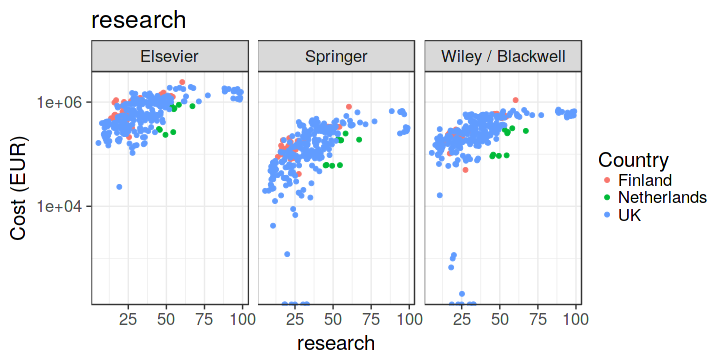 research
Elsevier Springer Wiley / Blackwell
Cost (EUR)
1e+06
1e+04
25 50 75 100 25 50 75 100 25 50 75 100
research
Country
Finland
Netherlands
UK